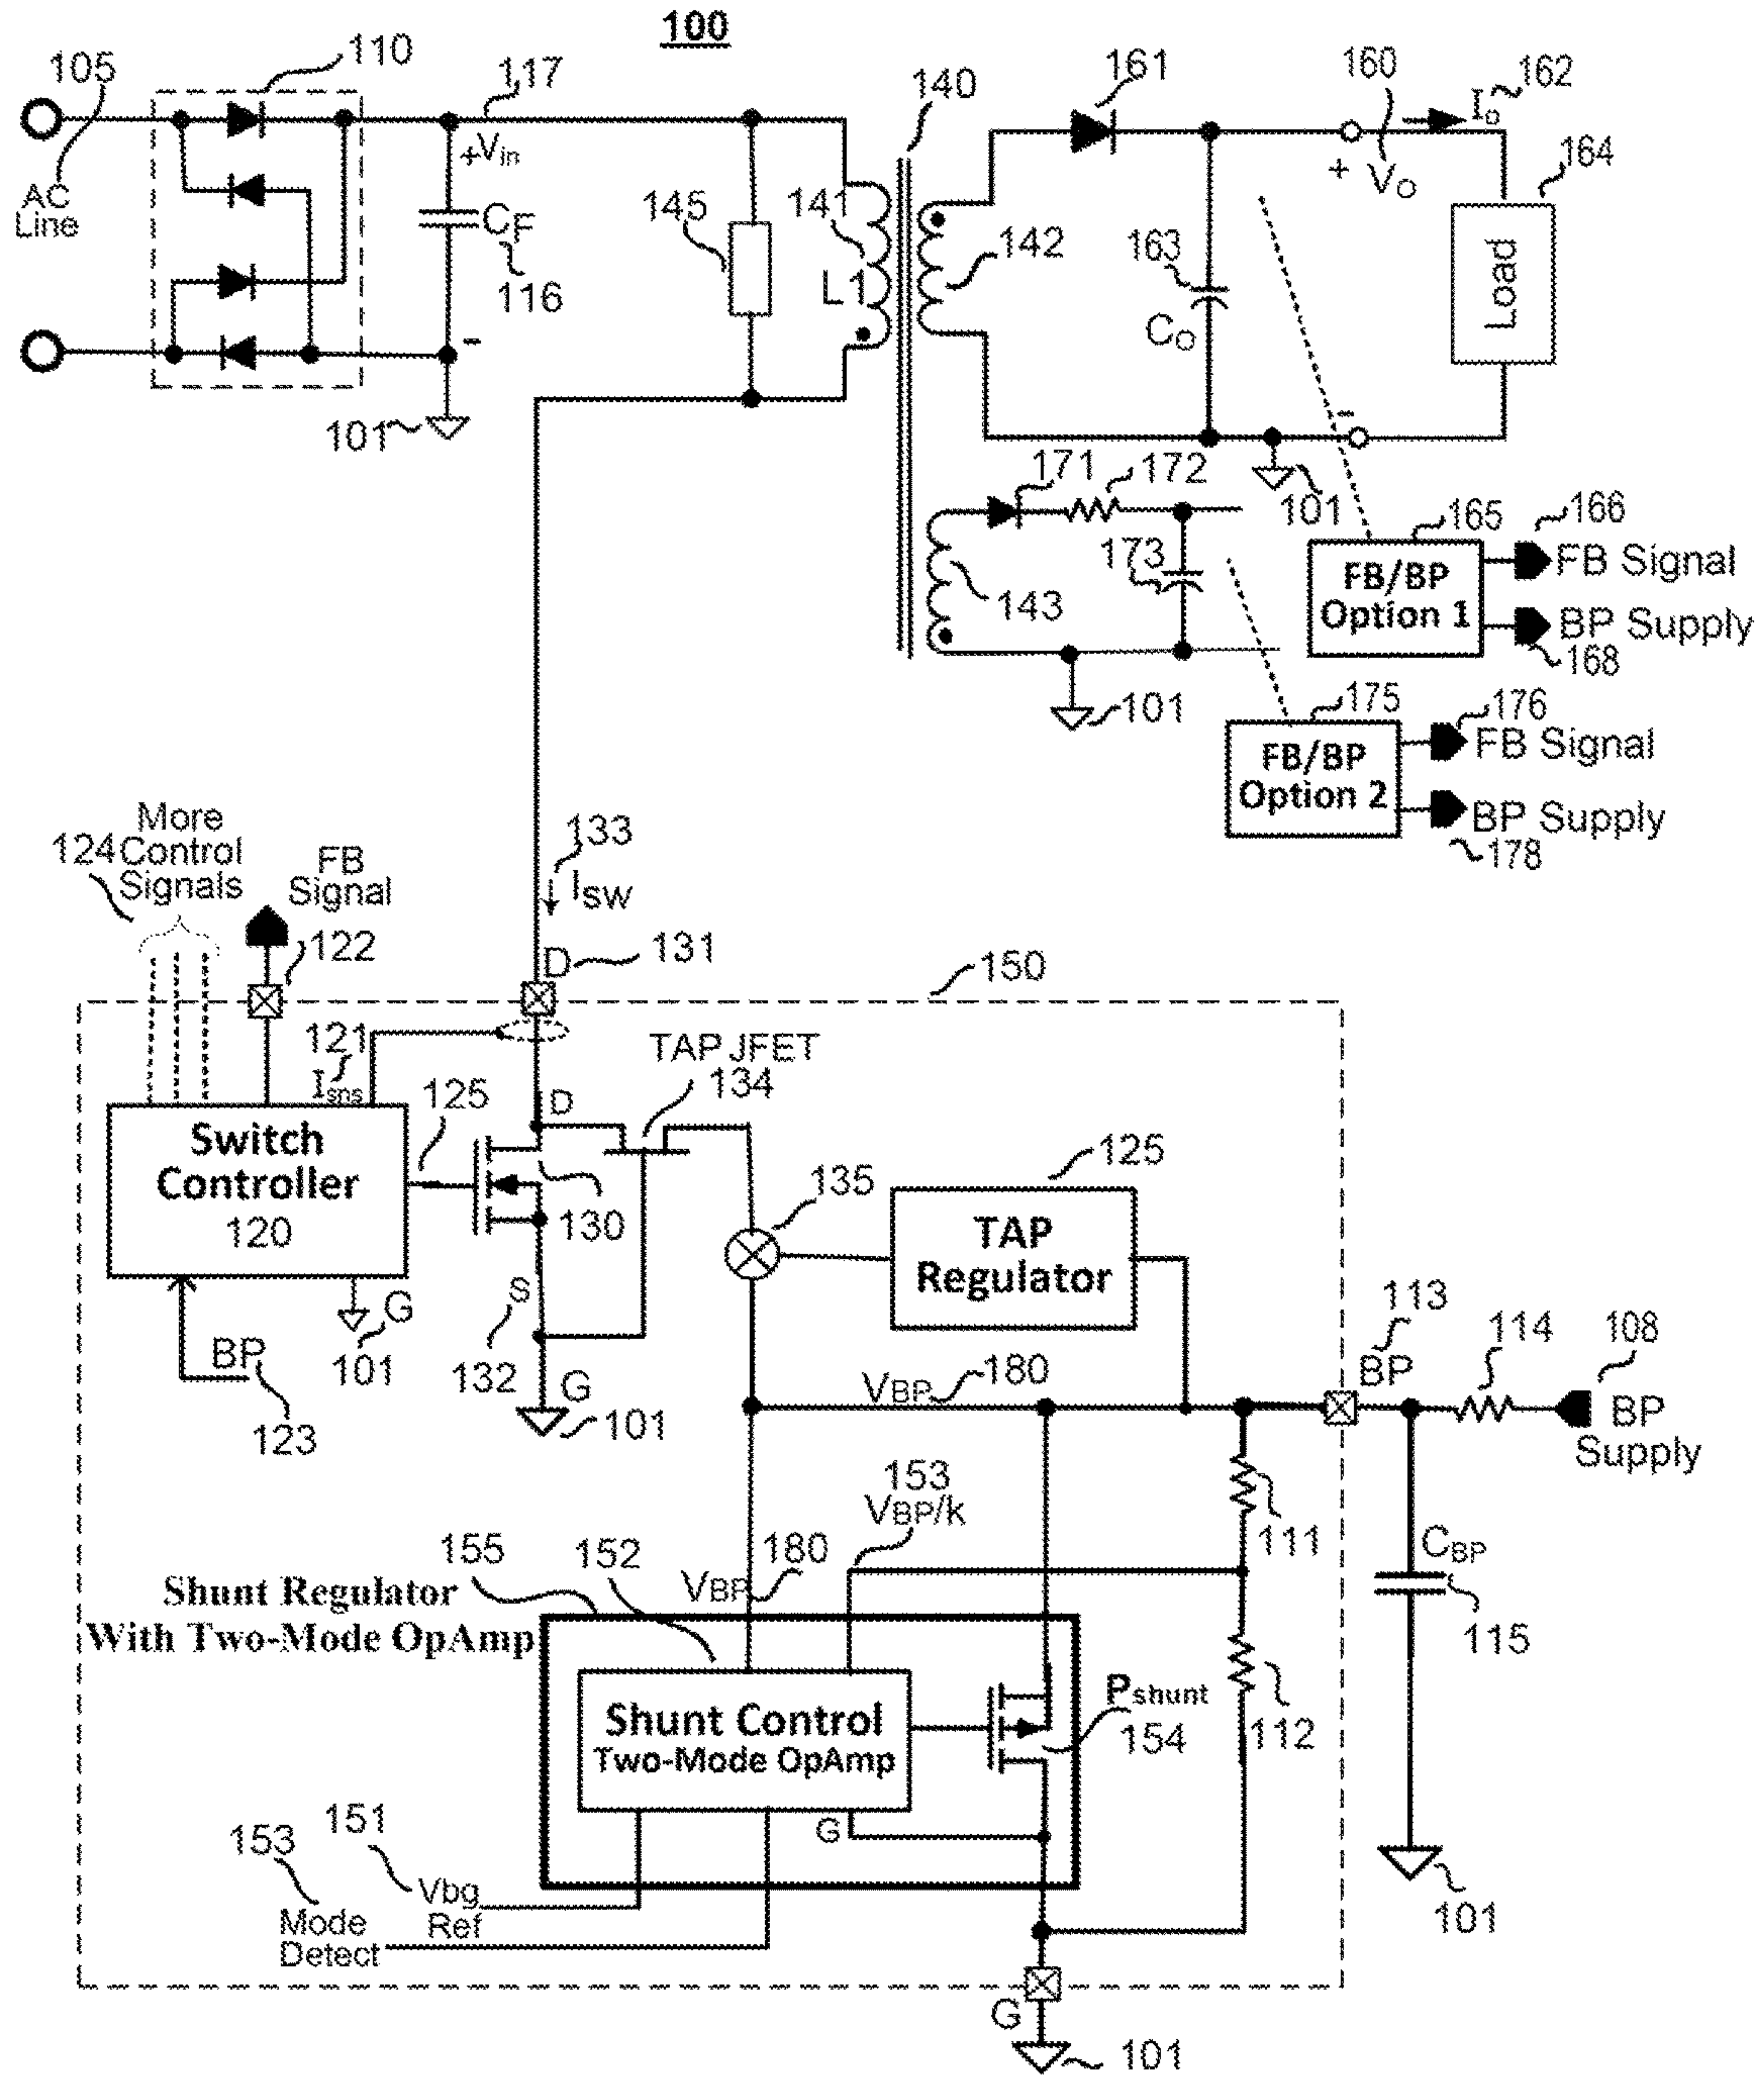 100
105
110
117
140
161
160
Io
162
164
AC
Line
+Vin
CF
116
-
101
145
141
L1
142
163
CO
+ VO
Load
-
101
171
172
173
143
101
165
FB/BP
Option 1
166
FB Signal
BP Supply
168
175
FB/BP
Option 2
176
FB Signal
BP Supply
178
More
124 Control
Signals
FB
Signal
122
133
ISW
D
131
150
121
Isns
125
TAP JFET
134
D
Switch
Controller
120
130
135
125
TAP
Regulator
S
132
G
101
BP
123
G
101
VBP
180
113
BP
114
108
BP
Supply
153
VBP/k
111
CBP
115
155
152
180
VBP
Shunt Regulator
With Two-Mode OpAmp
Shunt Control
Two-Mode OpAmp
Pshunt
154
112
G
151
153
Vbg
Ref
Mode
Detect
101
G
101